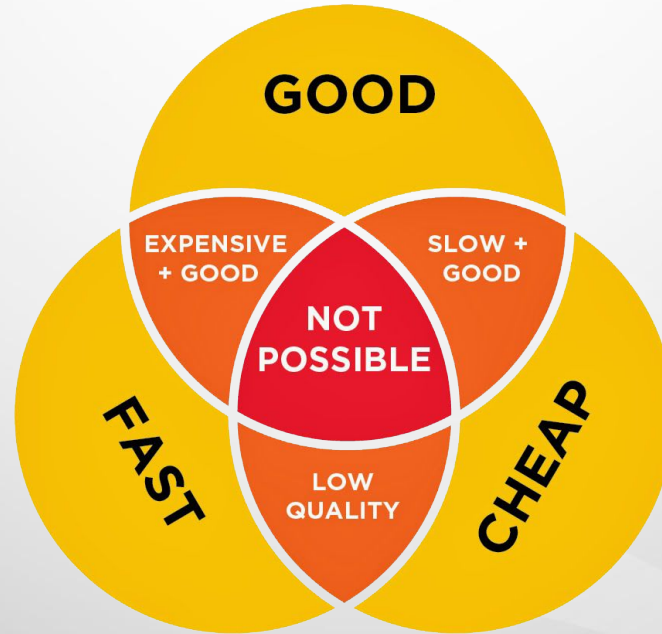 GOOD
EXPENSIVE
+ GOOD
SLOW +
GOOD
NOT
POSSIBLE
FAST
CHEAP
LOW
QUALITY